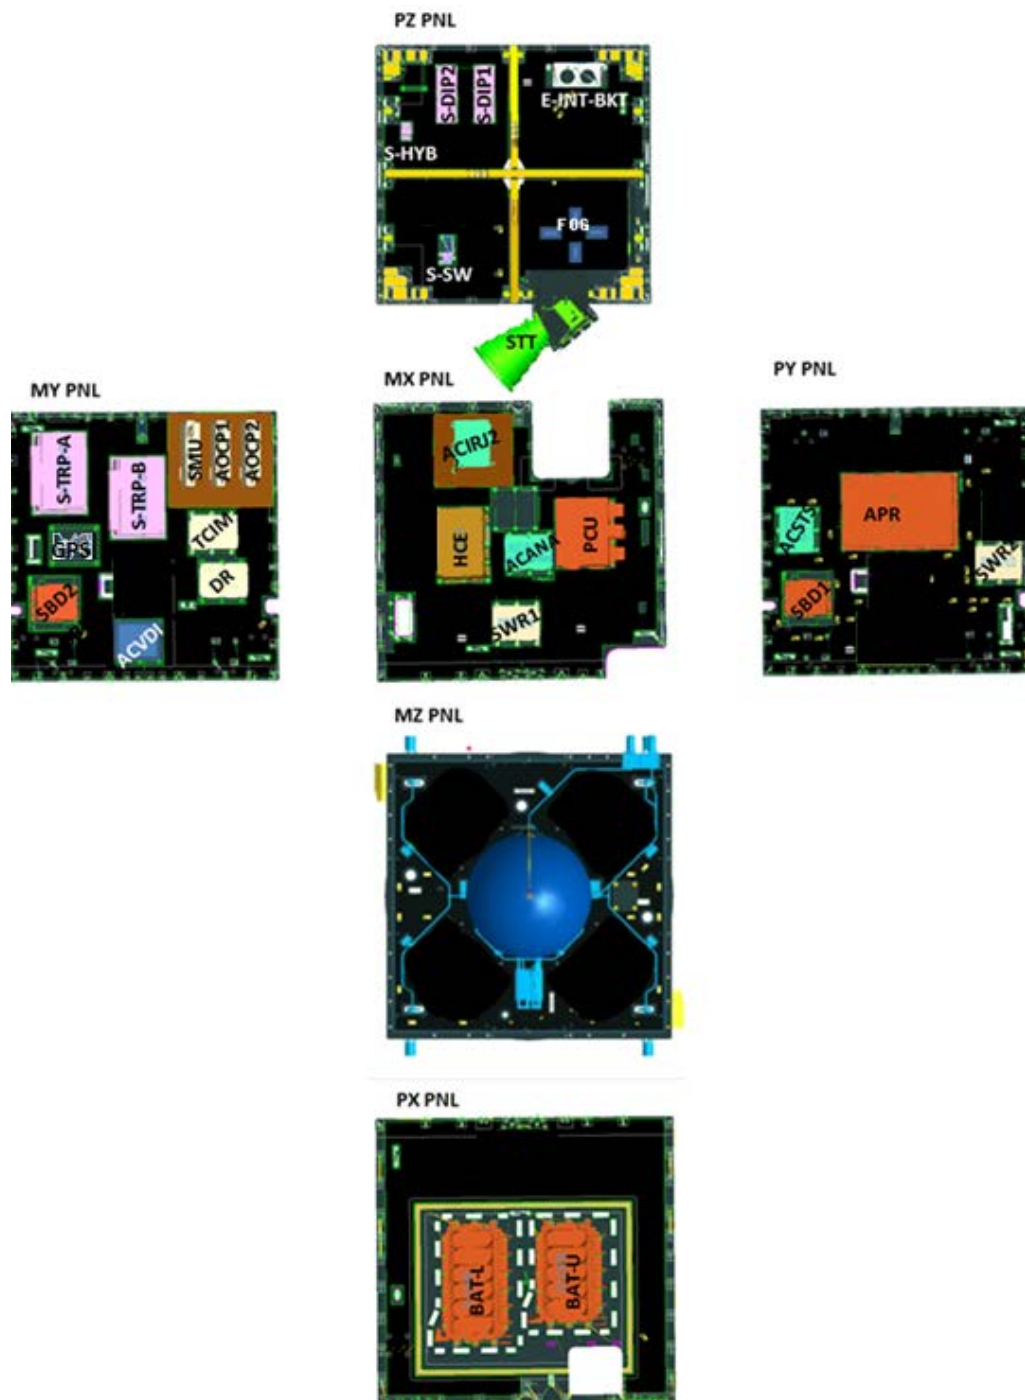 PZ PNL
S-DIP2
S-DIP1
E-INT-BKT
S-HYB
FOG
S-SW
STT
MY PNL
S-TRP-A
S-TRP-B
SMU
AOCP1
AOCP2
GPS
TCIM
DR
SBD2
ACVDI
MX PNL
ACIRJ2
HCE
ACANA
PCU
SWR1
PY PNL
ACSTS
APR
SWR2
SBD1
MZ PNL
PX PNL
BAT-L
BAT-U